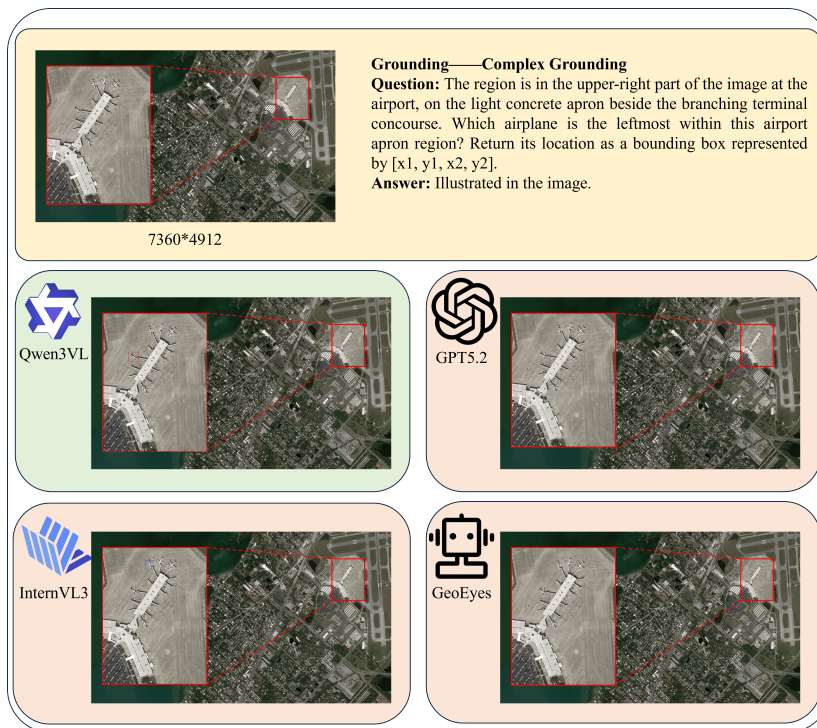 Grounding——Complex Grounding
Question: The region is in the upper-right part of the image at the
airport, on the light concrete apron beside the branching terminal
concourse. Which airplane is the leftmost within this airport
apron region? Return its location as a bounding box represented
by [x1, y1, x2, y2].
Answer: Illustrated in the image.
7360*4912
Qwen3VL
GPT5.2
InternVL3
GeoEyes